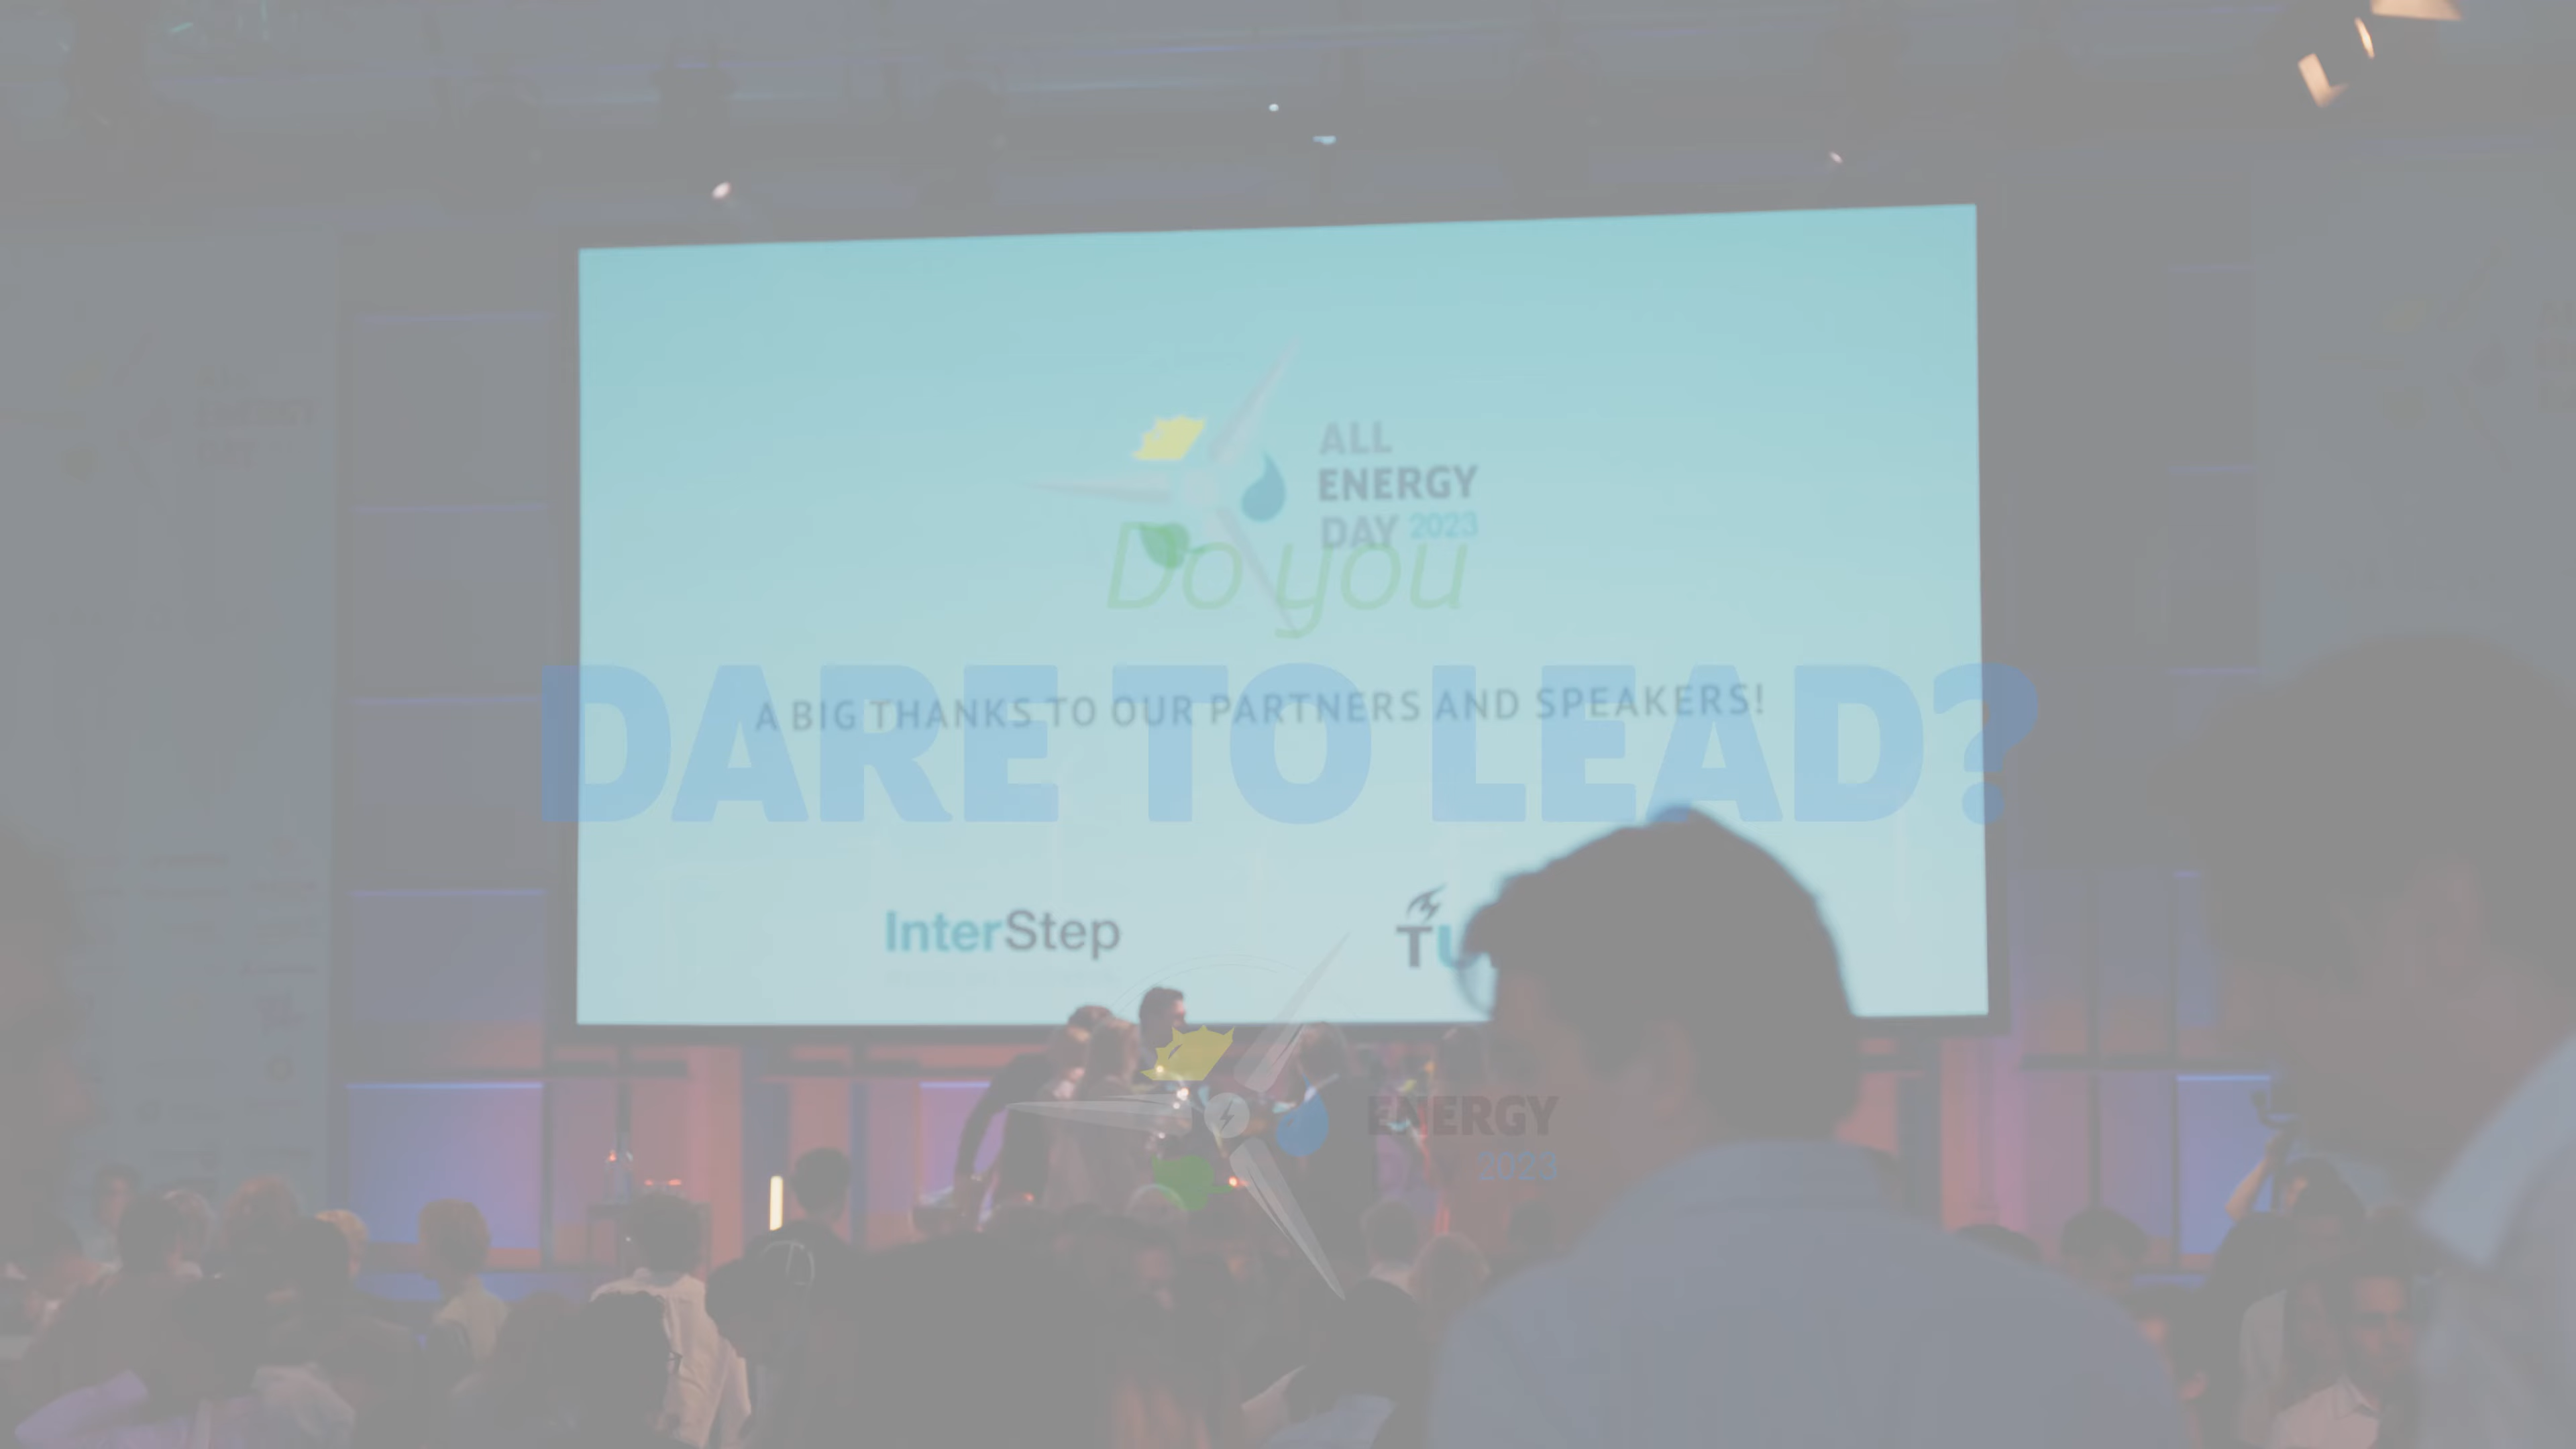 ALL
ENERGY
DAY 2023
Do you
DARE TO LEAD?
A BIG THANKS TO OUR PARTNERS AND SPEAKERS!
InterStep
TU
ENERGY
2023